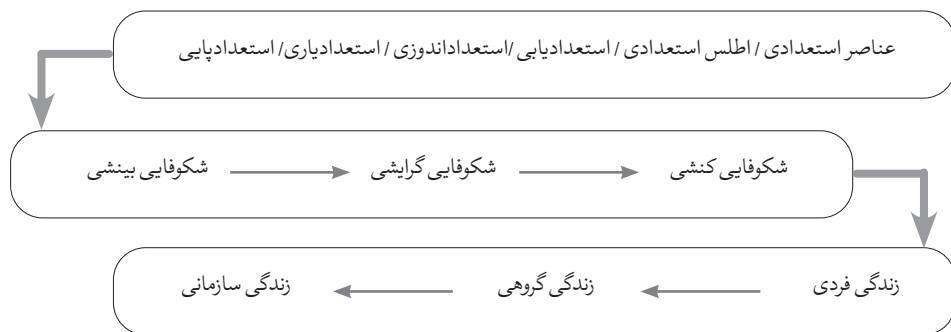 عناصر استعدادی / اطلس استعدادی / استعدادیابی /استعداداندوزی / استعدادیاری/ استعدادپایی
شکوفایی کنشی شکوفایی گرایشی شکوفایی بینشی
زندگی فردی زندگی گروهی زندگی سازمانی